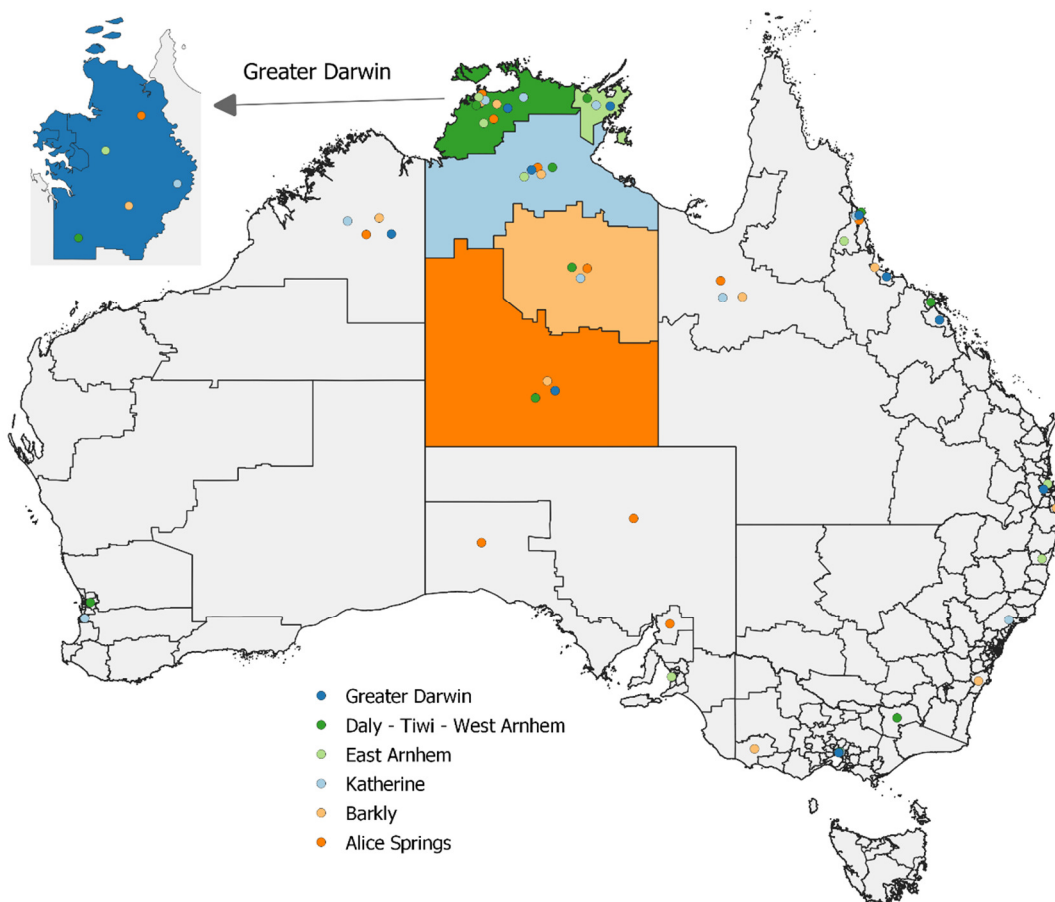 Greater Darwin
Greater Darwin
Daly - Tiwi - West Arnhem
East Arnhem
Katherine
Barkly
Alice Springs